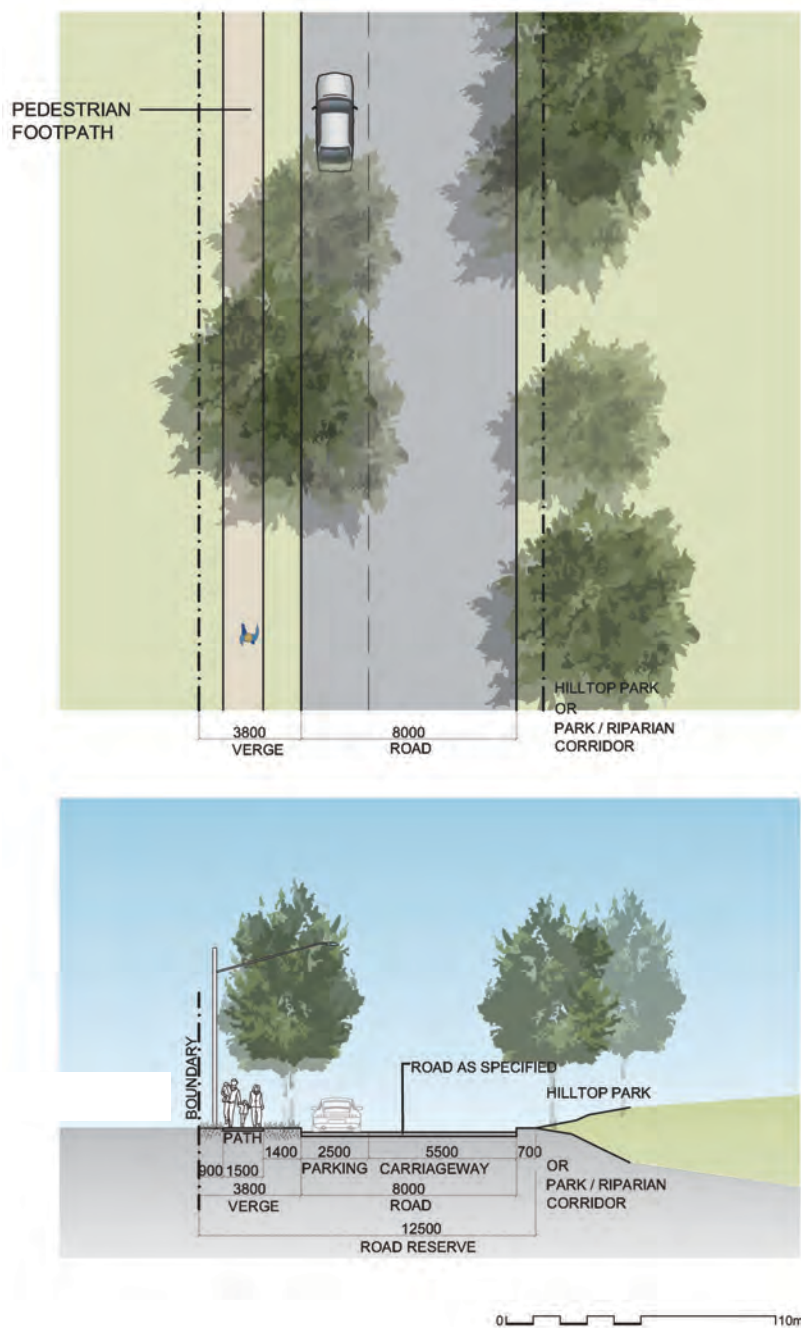 PEDESTRIAN
FOOTPATH
HILLTOP PARK
OR
PARK / RIPARIAN
CORRIDOR
3800
VERGE
8000
ROAD
BOUNDARY
ROAD AS SPECIFIED
HILLTOP PARK
PATH
900 1500 1400 2500 5500 700
PARKING CARRIAGEWAY
OR
PARK / RIPARIAN
CORRIDOR
3800
VERGE
8000
ROAD
12500
ROAD RESERVE
0 10m